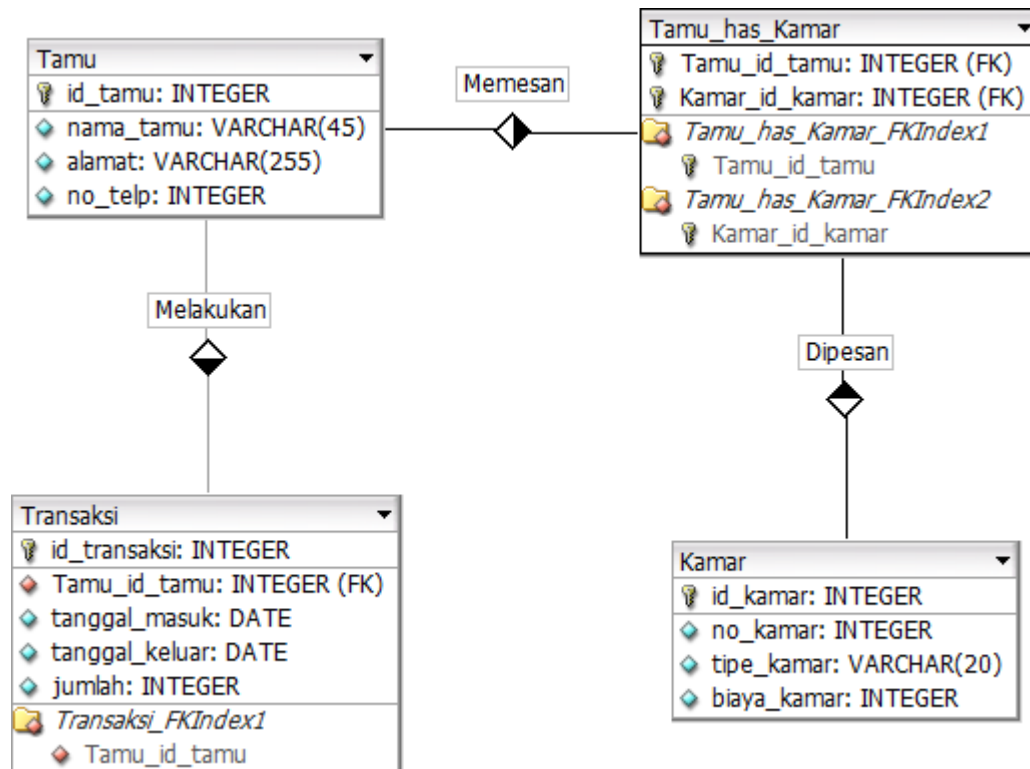 Tamu
id_tamu: INTEGER
nama_tamu: VARCHAR(45)
alamat: VARCHAR(255)
no_telp: INTEGER
Memesan
Tamu_has_Kamar
Tamu_id_tamu: INTEGER (FK)
Kamar_id_kamar: INTEGER (FK)
Tamu_has_Kamar_FKIndex1
Tamu_id_tamu
Tamu_has_Kamar_FKIndex2
Kamar_id_kamar
Melakukan
Dipesan
Transaksi
id_transaksi: INTEGER
Tamu_id_tamu: INTEGER (FK)
tanggal_masuk: DATE
tanggal_keluar: DATE
jumlah: INTEGER
Transaksi_FKIndex1
Tamu_id_tamu
Kamar
id_kamar: INTEGER
no_kamar: INTEGER
tipe_kamar: VARCHAR(20)
biaya_kamar: INTEGER